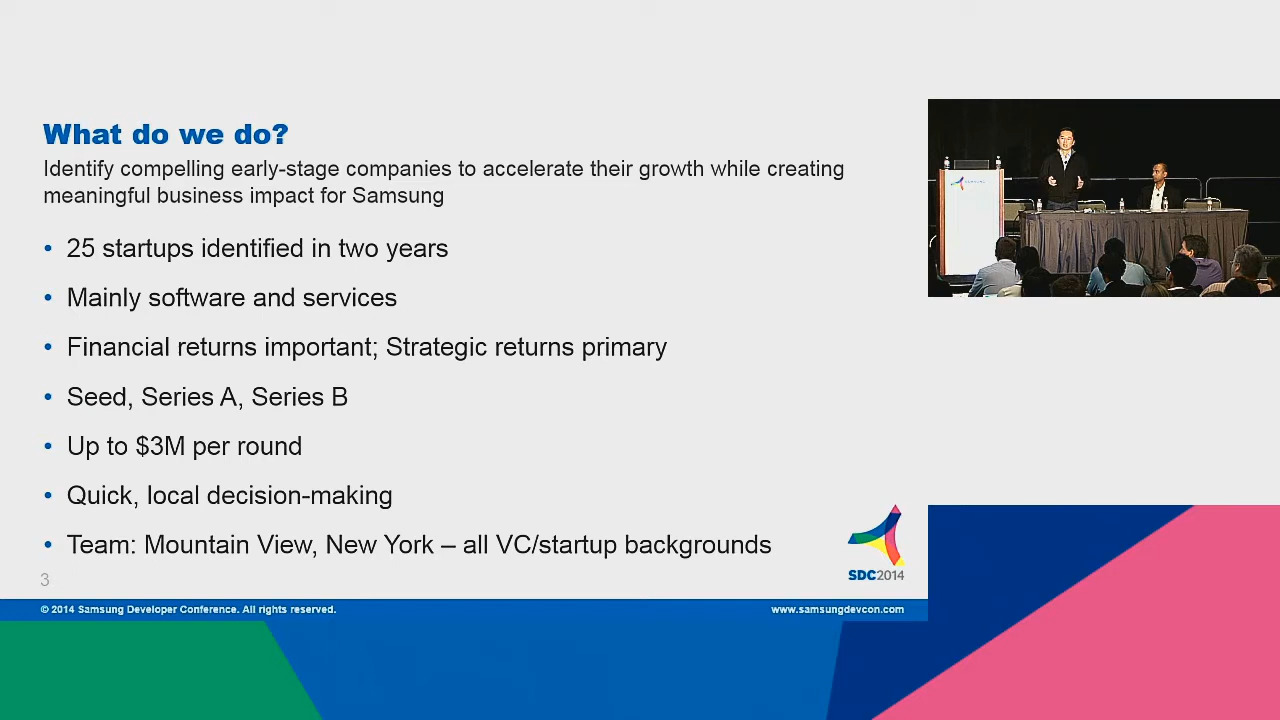 What do we do?
Identify compelling early-stage companies to accelerate their growth while creating
meaningful business impact for Samsung
• 25 startups identified in two years
• Mainly software and services
• Financial returns important; Strategic returns primary
• Seed, Series A, Series B
• Up to $3M per round
• Quick, local decision-making
• Team: Mountain View, New York – all VC/startup backgrounds
3
SDC2014
© 2014 Samsung Developer Conference. All rights reserved.
www.samsungdevcon.com
SAMSUNG